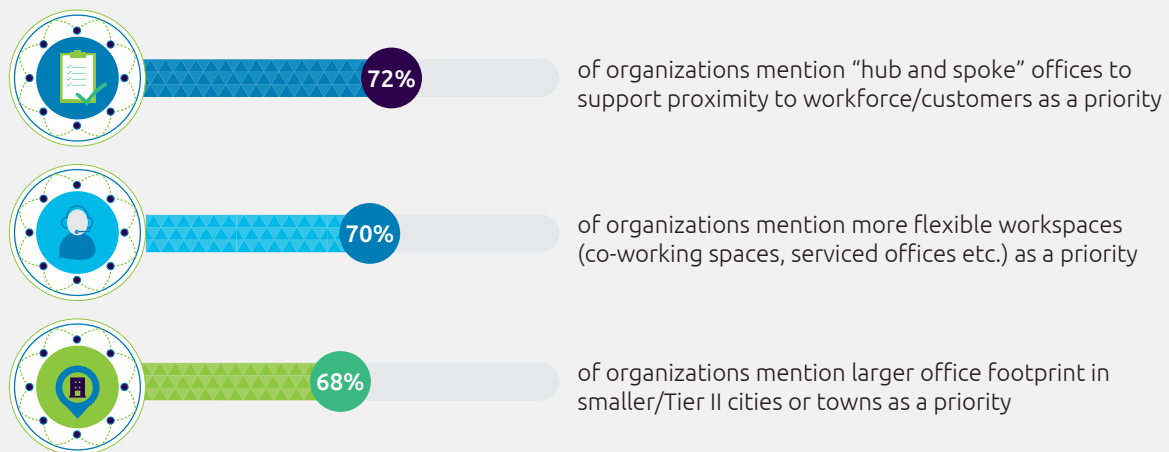 72%
of organizations mention “hub and spoke” offices to
support proximity to workforce/customers as a priority
70%
of organizations mention more flexible workspaces
(co-working spaces, serviced offices etc.) as a priority
68%
of organizations mention larger office footprint in
smaller/Tier II cities or towns as a priority